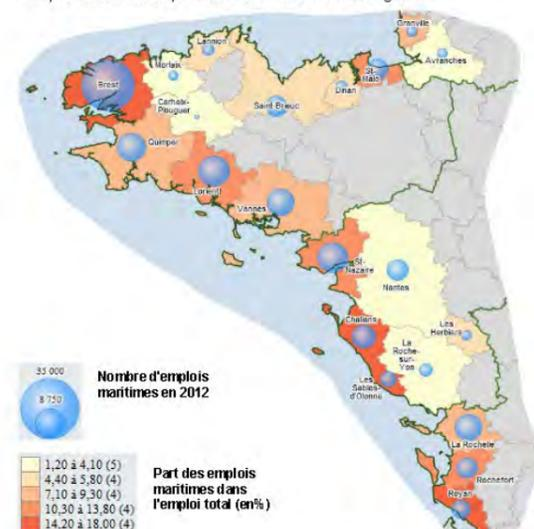 Granville
Avranches
Lannion
Morlaix
St-
Malo
Brest
Dinan
Saint Brieuc
Carhaix-
Plouguer
Quimper
Lorient
Vannes
St-
Nazaire
Nantes
Challans
Les
Herbiers
La
Roche-
sur-
Yon
Les
Sables-
d'Olonne
La Rochelle
Rochefort
Royan
35 000
8 750
Nombre d'emplois
maritimes en 2012
1,20 à 4,10 (5)
4,40 à 5,80 (4)
7,10 à 9,30 (4)
10,30 à 13,80 (4)
14,20 à 18,00 (4)
Part des emplois
maritimes dans
l'emploi total (en%)